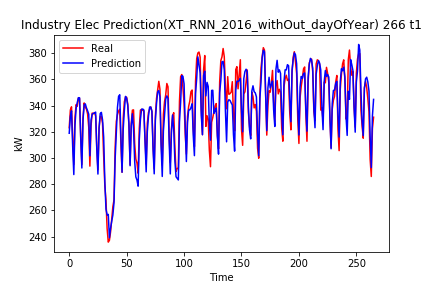 Industry Elec Prediction(XT_RNN_2016_withOut_dayOfYear) 266 t1
Real
Prediction
380
360
340
320
300
280
260
240
kW
0
50
100
150
200
250
Time